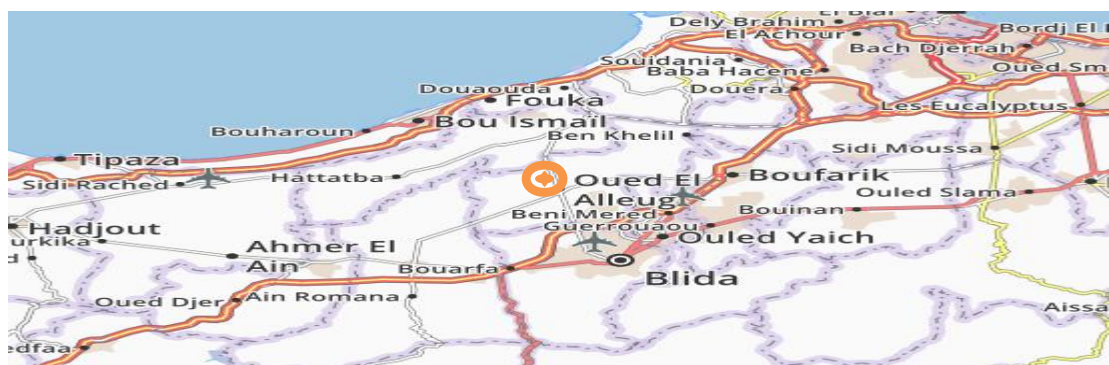 El Biar
Dely Brahim
Bordj El
El Achour
Bach Djerrah
Souidania
Baba Hacene
Oued Sm
Douaouda
Douera
Fouka
Les Eucalyptus
Bou Ismaïl
Bouharoun
Ben Khelil
Sidi Moussa
Tipaza
Sidi Rached
Hattatba
Oued El
Alleug
Boufarik
Ouled Slama
Beni Mered
Bouinan
Hadjout
Guerrouaou
urkika
Ahmer El
Ain
Ouled Yaich
Bouarfa
Blida
Oued Djer
Ain Romana
Aissa
edfaa